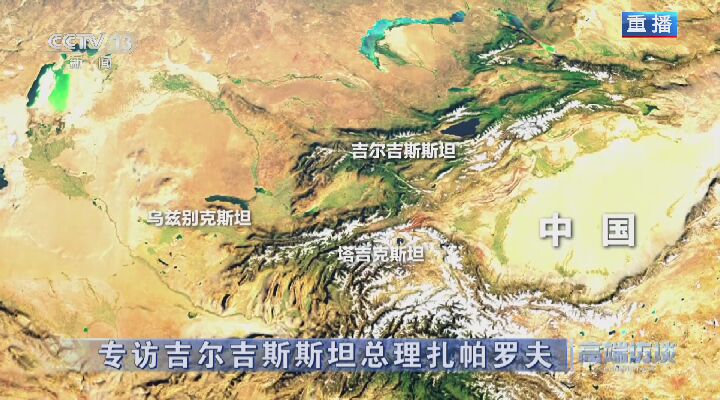 CCTV 13
重播
新闻
吉尔吉斯斯坦
乌兹别克斯坦
中国
塔吉克斯坦
专访吉尔吉斯斯坦总理扎帕罗夫
高端访谈